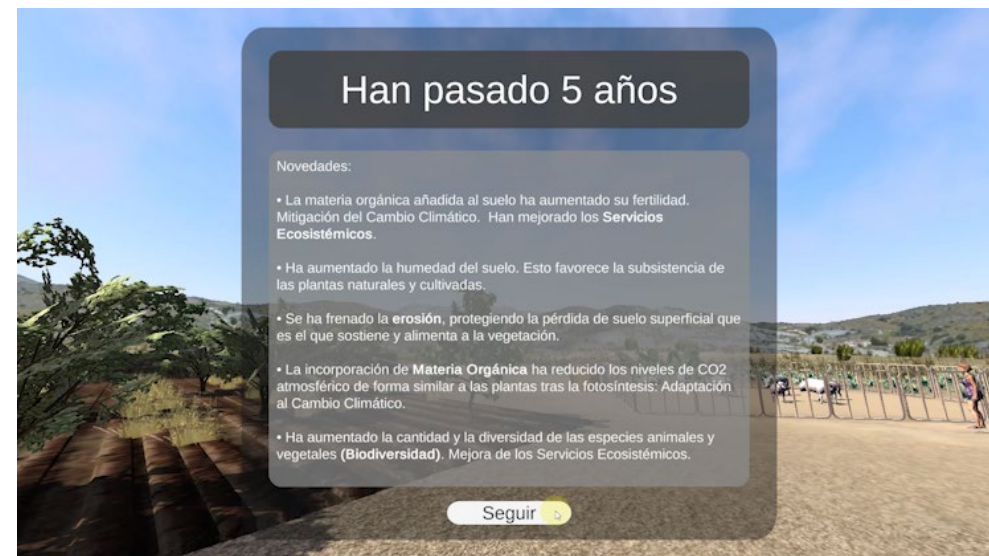 Han pasado 5 años
Novedades:
• La materia orgánica añadida al suelo ha aumentado su fertilidad.
Mitigación del Cambio Climático.  Han mejorado los Servicios
Ecosistémicos.
• Ha aumentado la humedad del suelo. Esto favorece la subsistencia de
las plantas naturales y cultivadas.
• Se ha frenado la erosión, protegiendo la pérdida de suelo superficial que
es el que sostiene y alimenta a la vegetación.
• La incorporación de Materia Orgánica ha reducido los niveles de CO2
atmosférico de forma similar a las plantas tras la fotosíntesis: Adaptación
al Cambio Climático.
• Ha aumentado la cantidad y la diversidad de las especies animales y
vegetales (Biodiversidad). Mejora de los Servicios Ecosistémicos.
Seguir